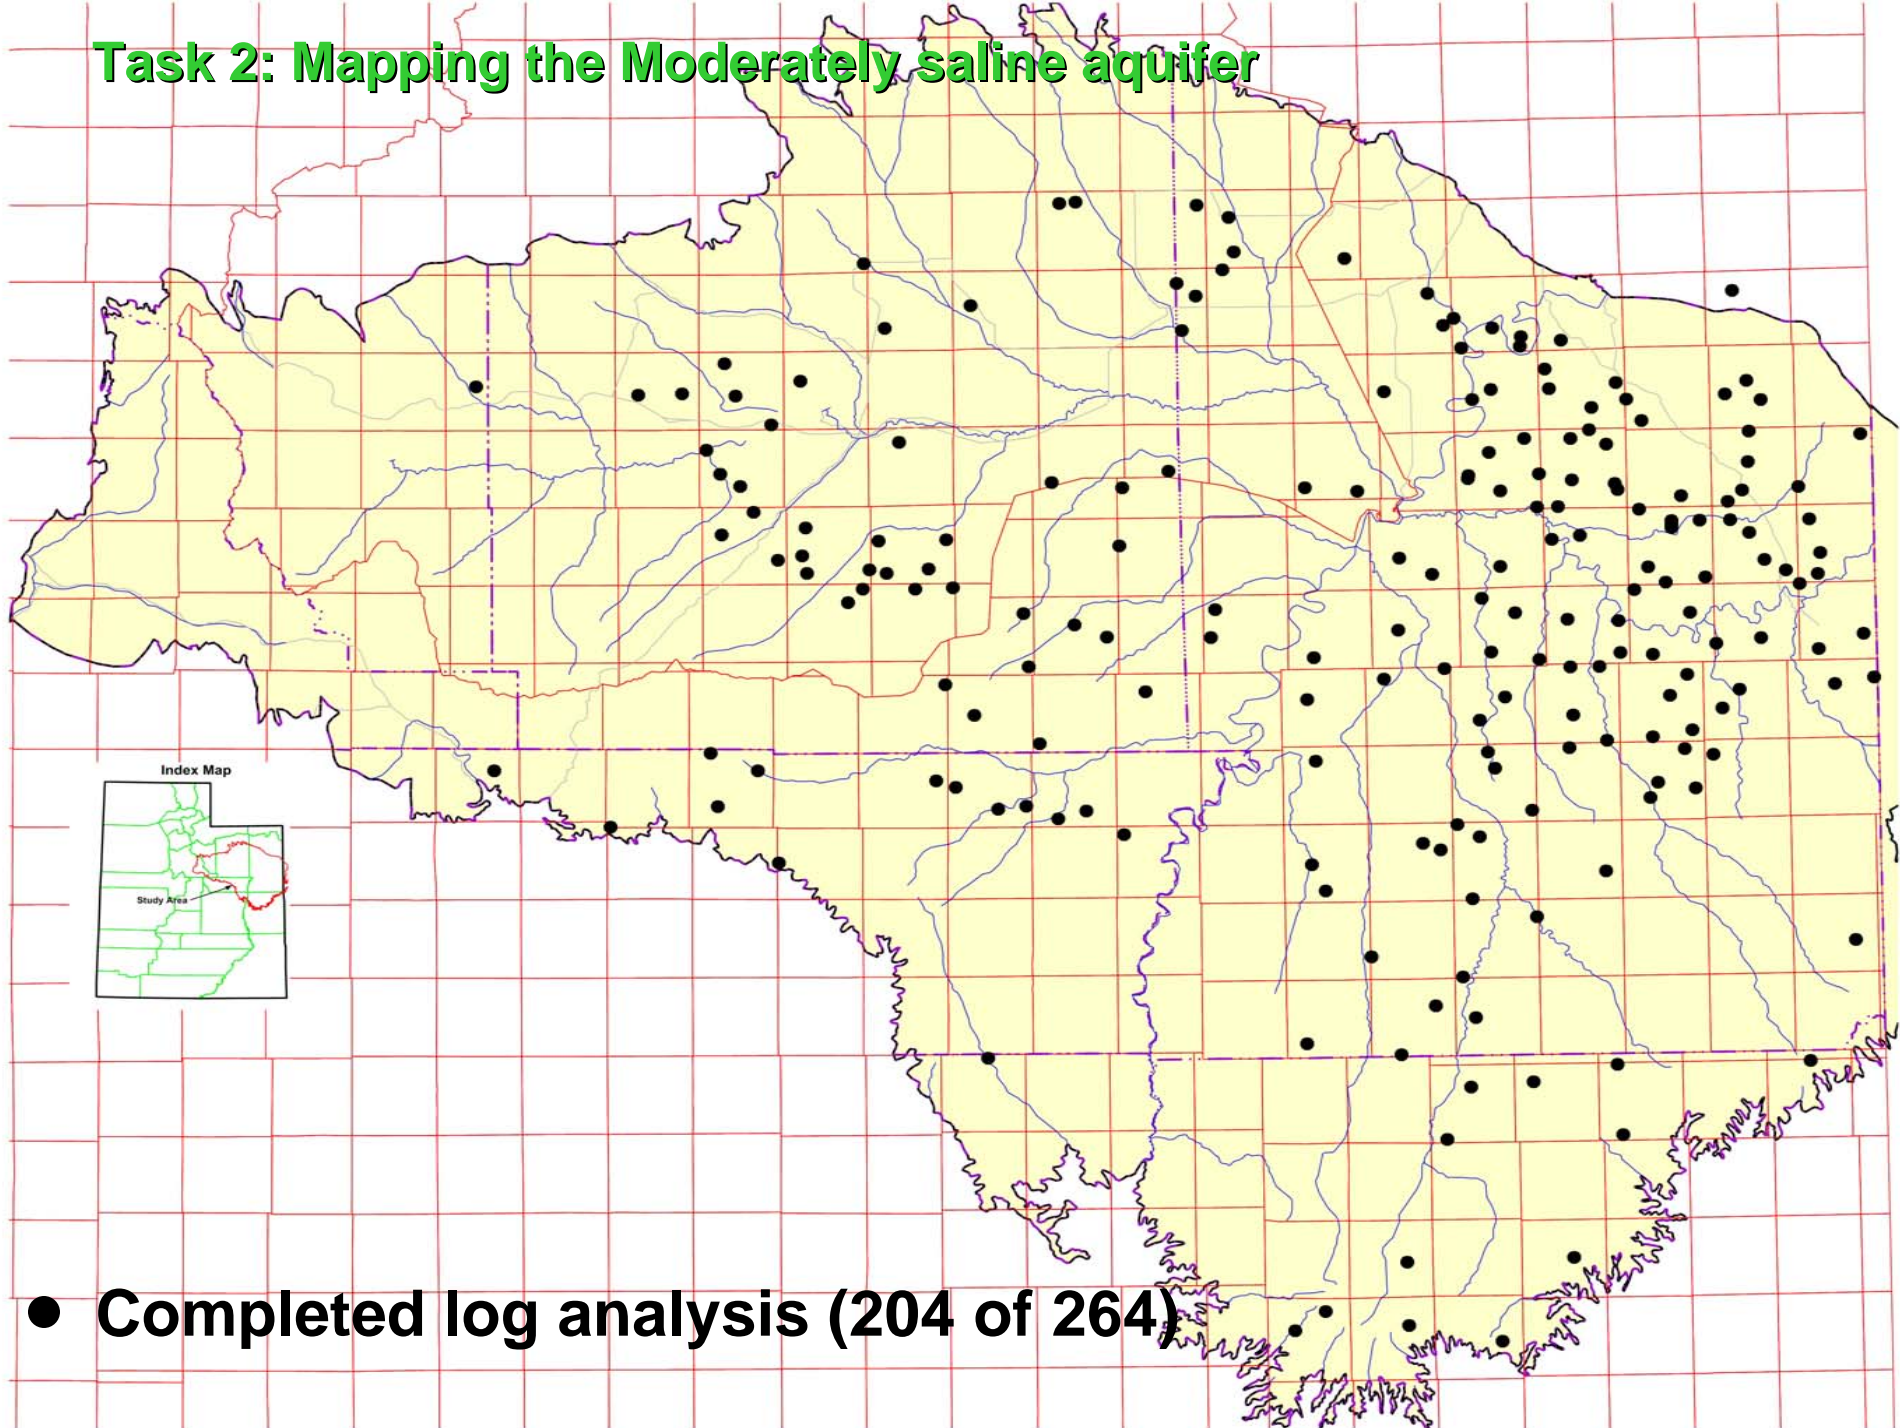 Task 2: Mapping the Moderately saline aquifer
Index Map
Study Area
● Completed log analysis (204 of 264)